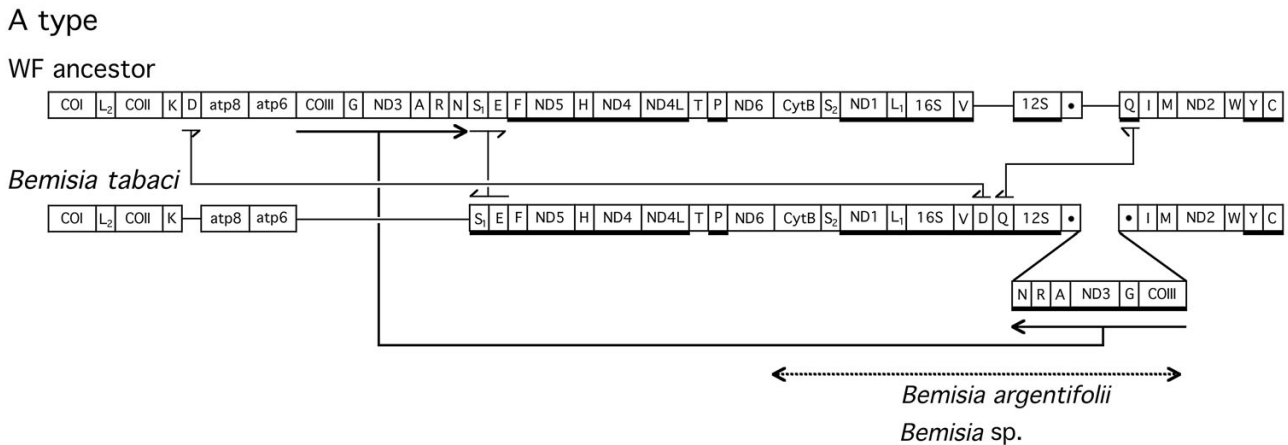 A type
WF ancestor
COI L2 COII K D atp8 atp6 COIII G ND3 A R N S1 E F ND5 H ND4 ND4L T P ND6 CytB S2 ND1 L1 16S V 12S • Q I M ND2 W Y C
Bemisia tabaci
COI L2 COII K atp8 atp6 S1 E F ND5 H ND4 ND4L T P ND6 CytB S2 ND1 L1 16S V D Q 12S • • I M ND2 W Y C
N R A ND3 G COIII
Bemisia argentifolii
Bemisia sp.